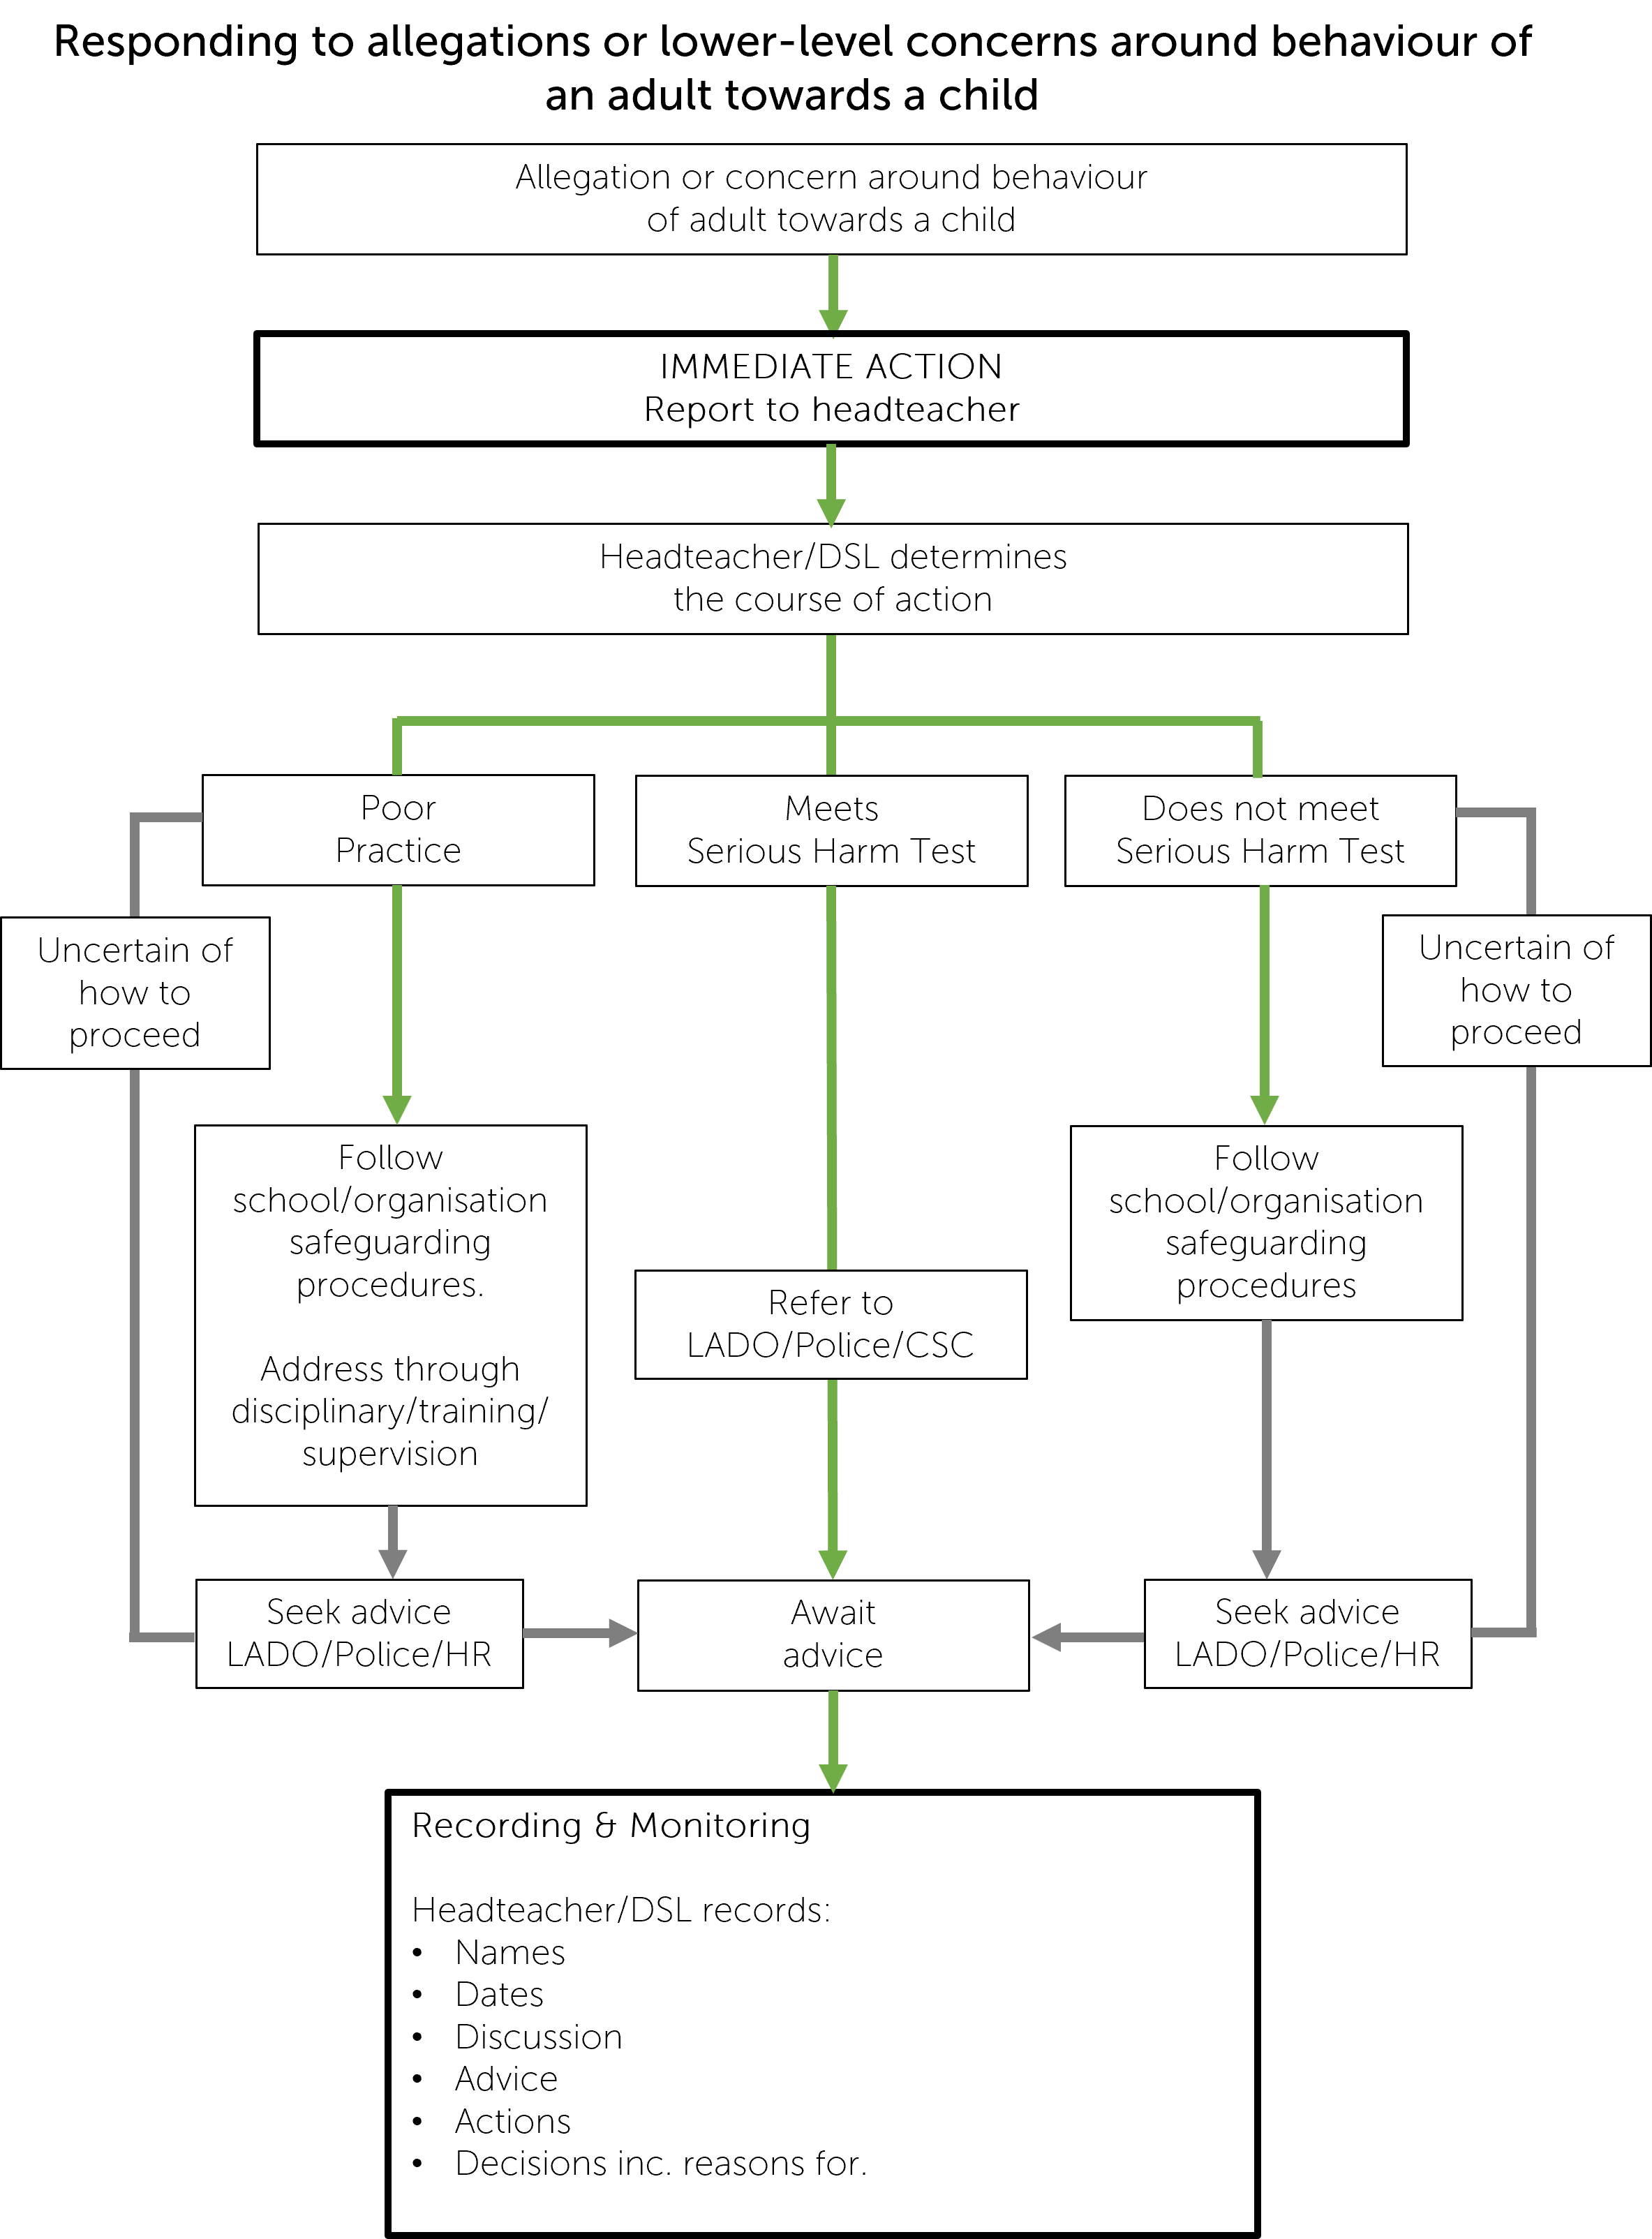 Responding to allegations or lower-level concerns around behaviour of
an adult towards a child
Allegation or concern around behaviour
of adult towards a child
IMMEDIATE ACTION
Report to headteacher
Headteacher/DSL determines
the course of action
Poor
Practice
Meets
Serious Harm Test
Does not meet
Serious Harm Test
Uncertain of
how to
proceed
Uncertain of
how to
proceed
Follow
school/organisation
safeguarding
procedures.
Address through
disciplinary/training/
supervision
Refer to
LADO/Police/CSC
Follow
school/organisation
safeguarding
procedures
Seek advice
LADO/Police/HR
Await
advice
Seek advice
LADO/Police/HR
Recording & Monitoring
Headteacher/DSL records:
• Names
• Dates
• Discussion
• Advice
• Actions
• Decisions inc. reasons for.